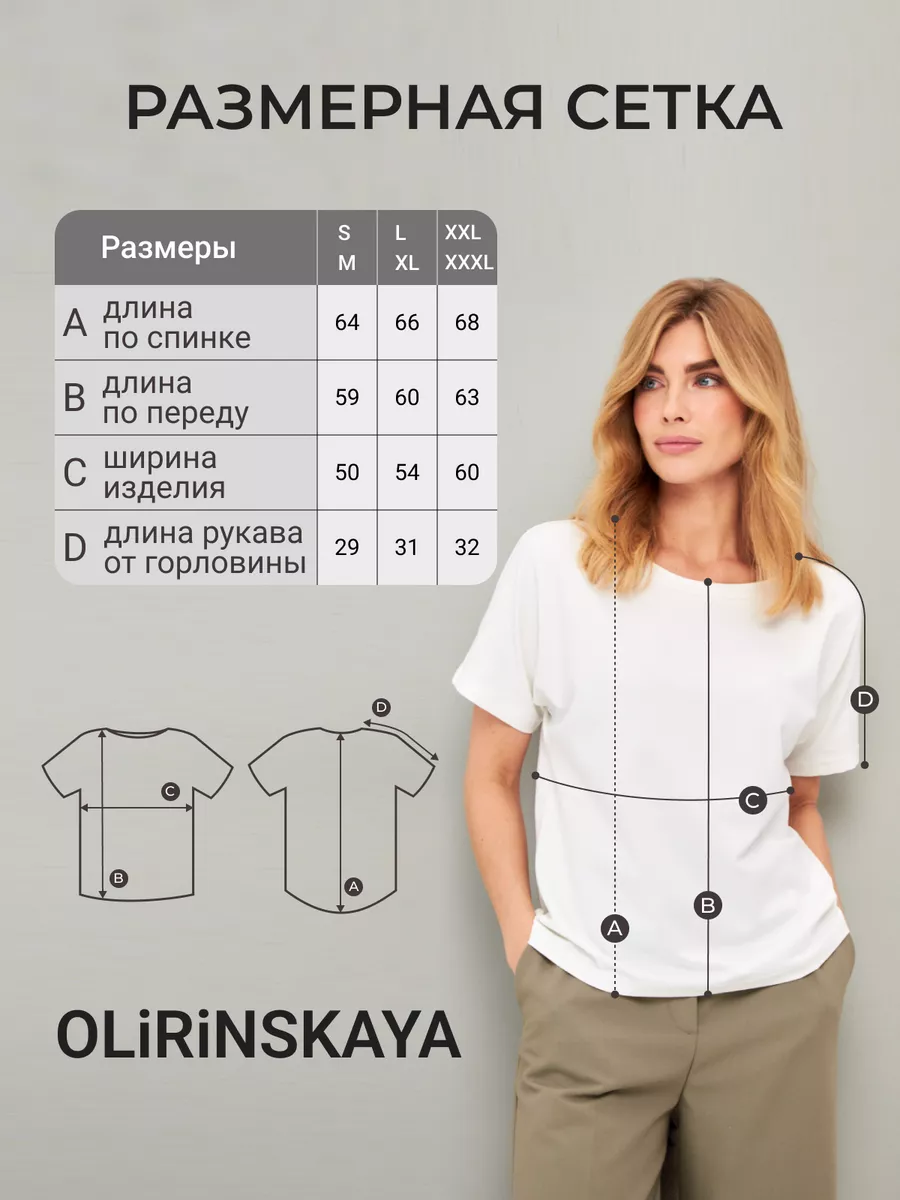 РАЗМЕРНАЯ СЕТКА
Размеры
S
M
L
XL
XXL
XXXL
A
длина
по спинке
64
66
68
B
длина
по переду
59
60
63
C
ширина
изделия
50
54
60
D
длина рукава
от горловины
29
31
32
D
C
B
A
D
C
B
A
OLiRiNSKAYA